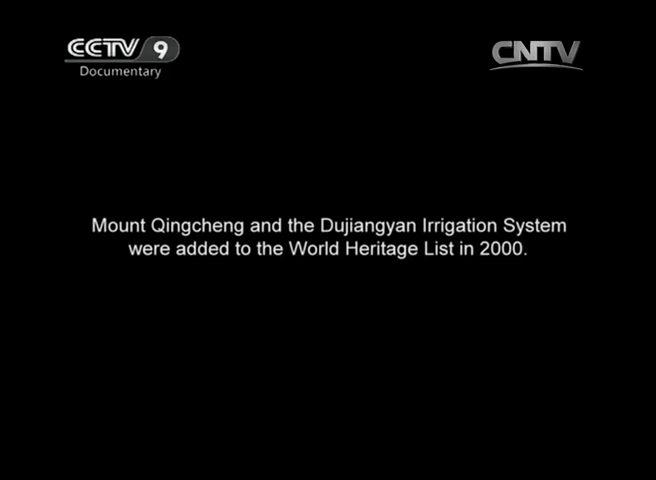 CCTV 9
Documentary
CNTV
Mount Qingcheng and the Dujiangyan Irrigation System
were added to the World Heritage List in 2000.